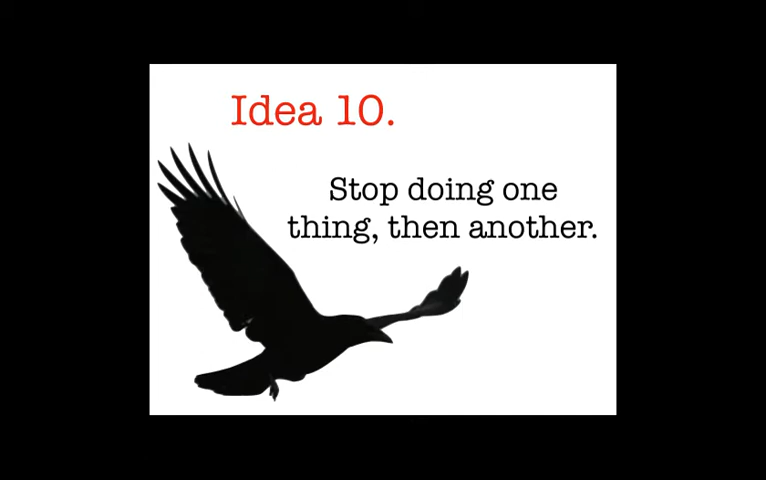 Idea 10.
Stop doing one
thing, then another.